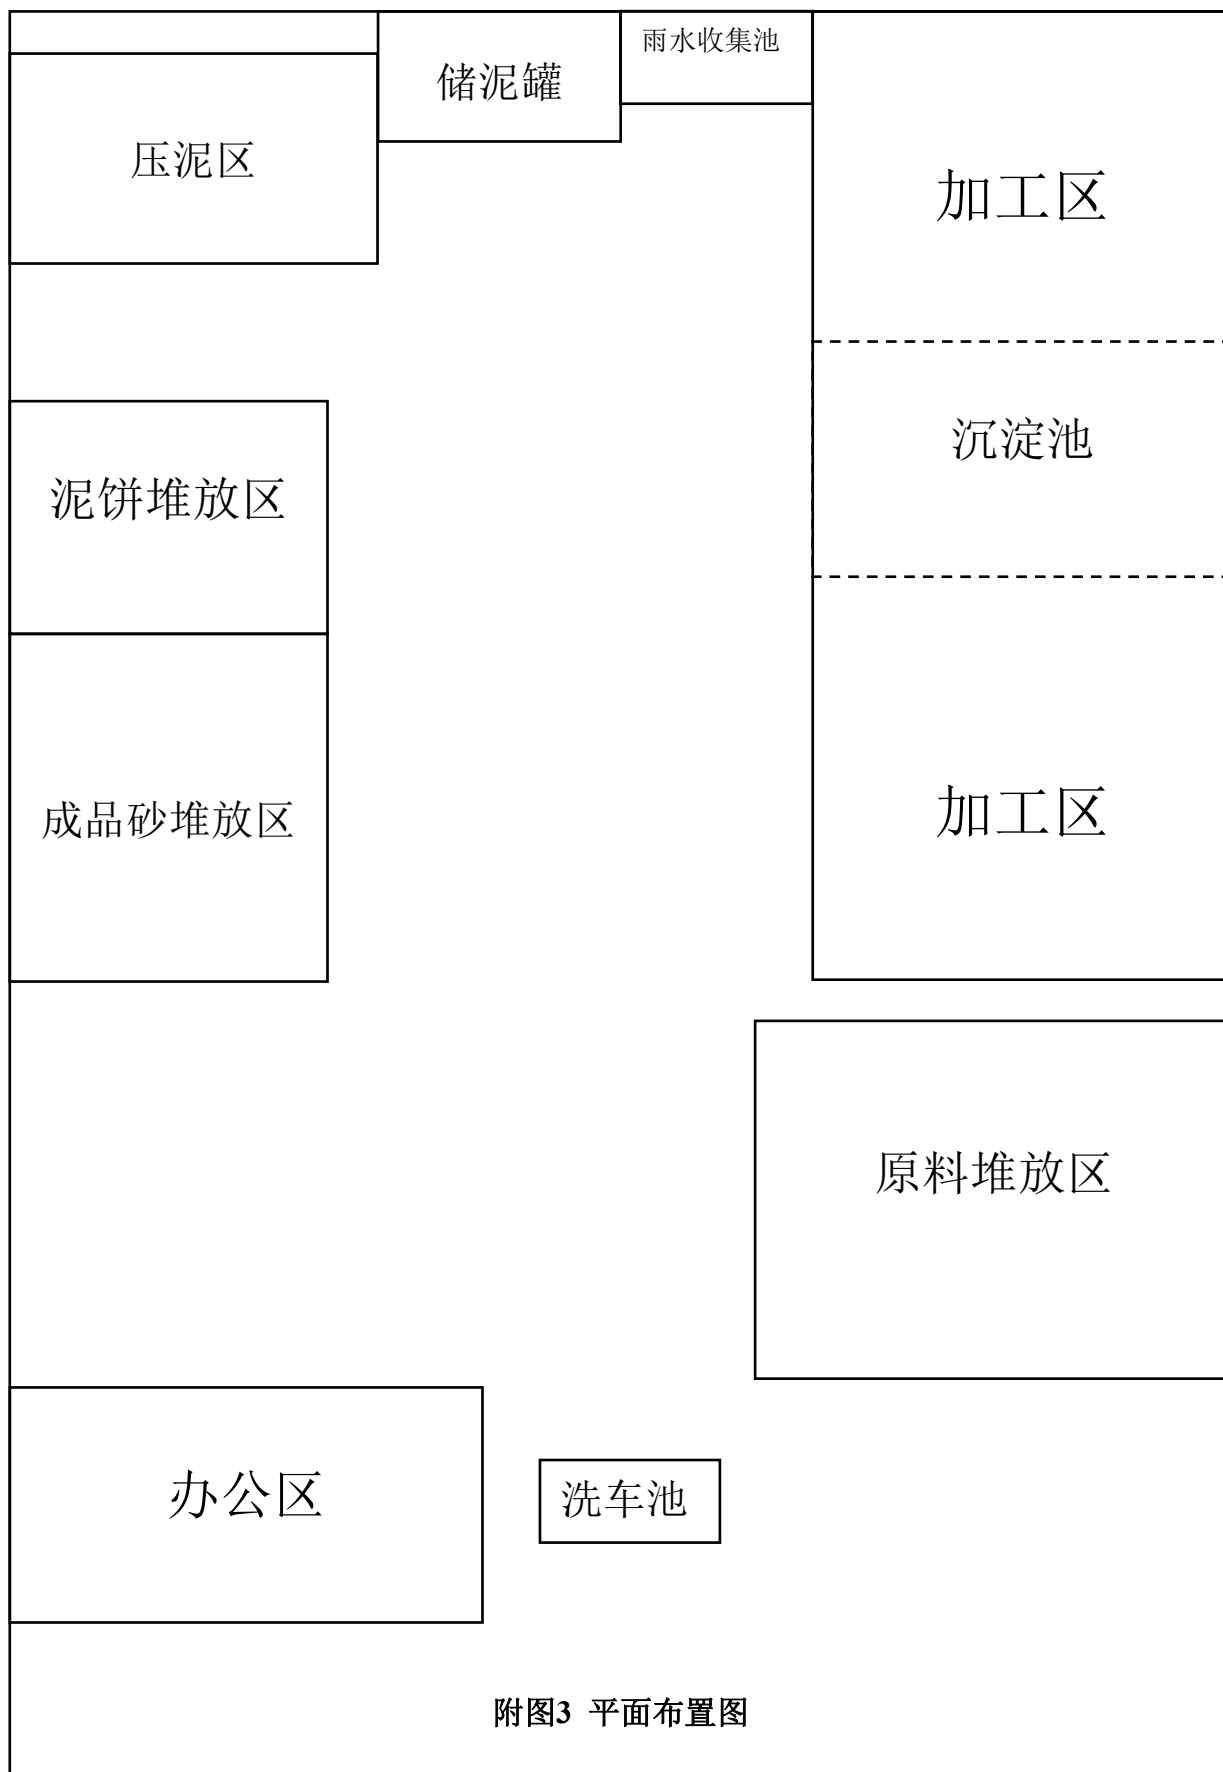 雨水收集池
储泥罐
压泥区
加工区
沉淀池
泥饼堆放区
成品砂堆放区
加工区
原料堆放区
办公区
洗车池
附图3 平面布置图